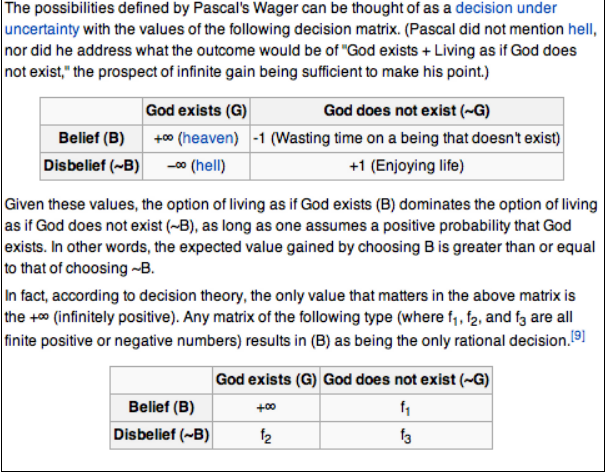 The possibilities defined by Pascal's Wager can be thought of as a decision under
uncertainty with the values of the following decision matrix. (Pascal did not mention hell,
nor did he address what the outcome would be of "God exists + Living as if God does
not exist," the prospect of infinite gain being sufficient to make his point.)
God exists (G) God does not exist (~G)
Belief (B) +∞ (heaven) -1 (Wasting time on a being that doesn't exist)
Disbelief (~B) −∞ (hell) +1 (Enjoying life)
Given these values, the option of living as if God exists (B) dominates the option of living
as if God does not exist (~B), as long as one assumes a positive probability that God
exists. In other words, the expected value gained by choosing B is greater than or equal
to that of choosing ~B.
In fact, according to decision theory, the only value that matters in the above matrix is
the +∞ (infinitely positive). Any matrix of the following type (where f₁, f₂, and f₃ are all
finite positive or negative numbers) results in (B) as being the only rational decision.[9]
God exists (G) God does not exist (~G)
Belief (B) +∞ f₁
Disbelief (~B) f₂ f₃